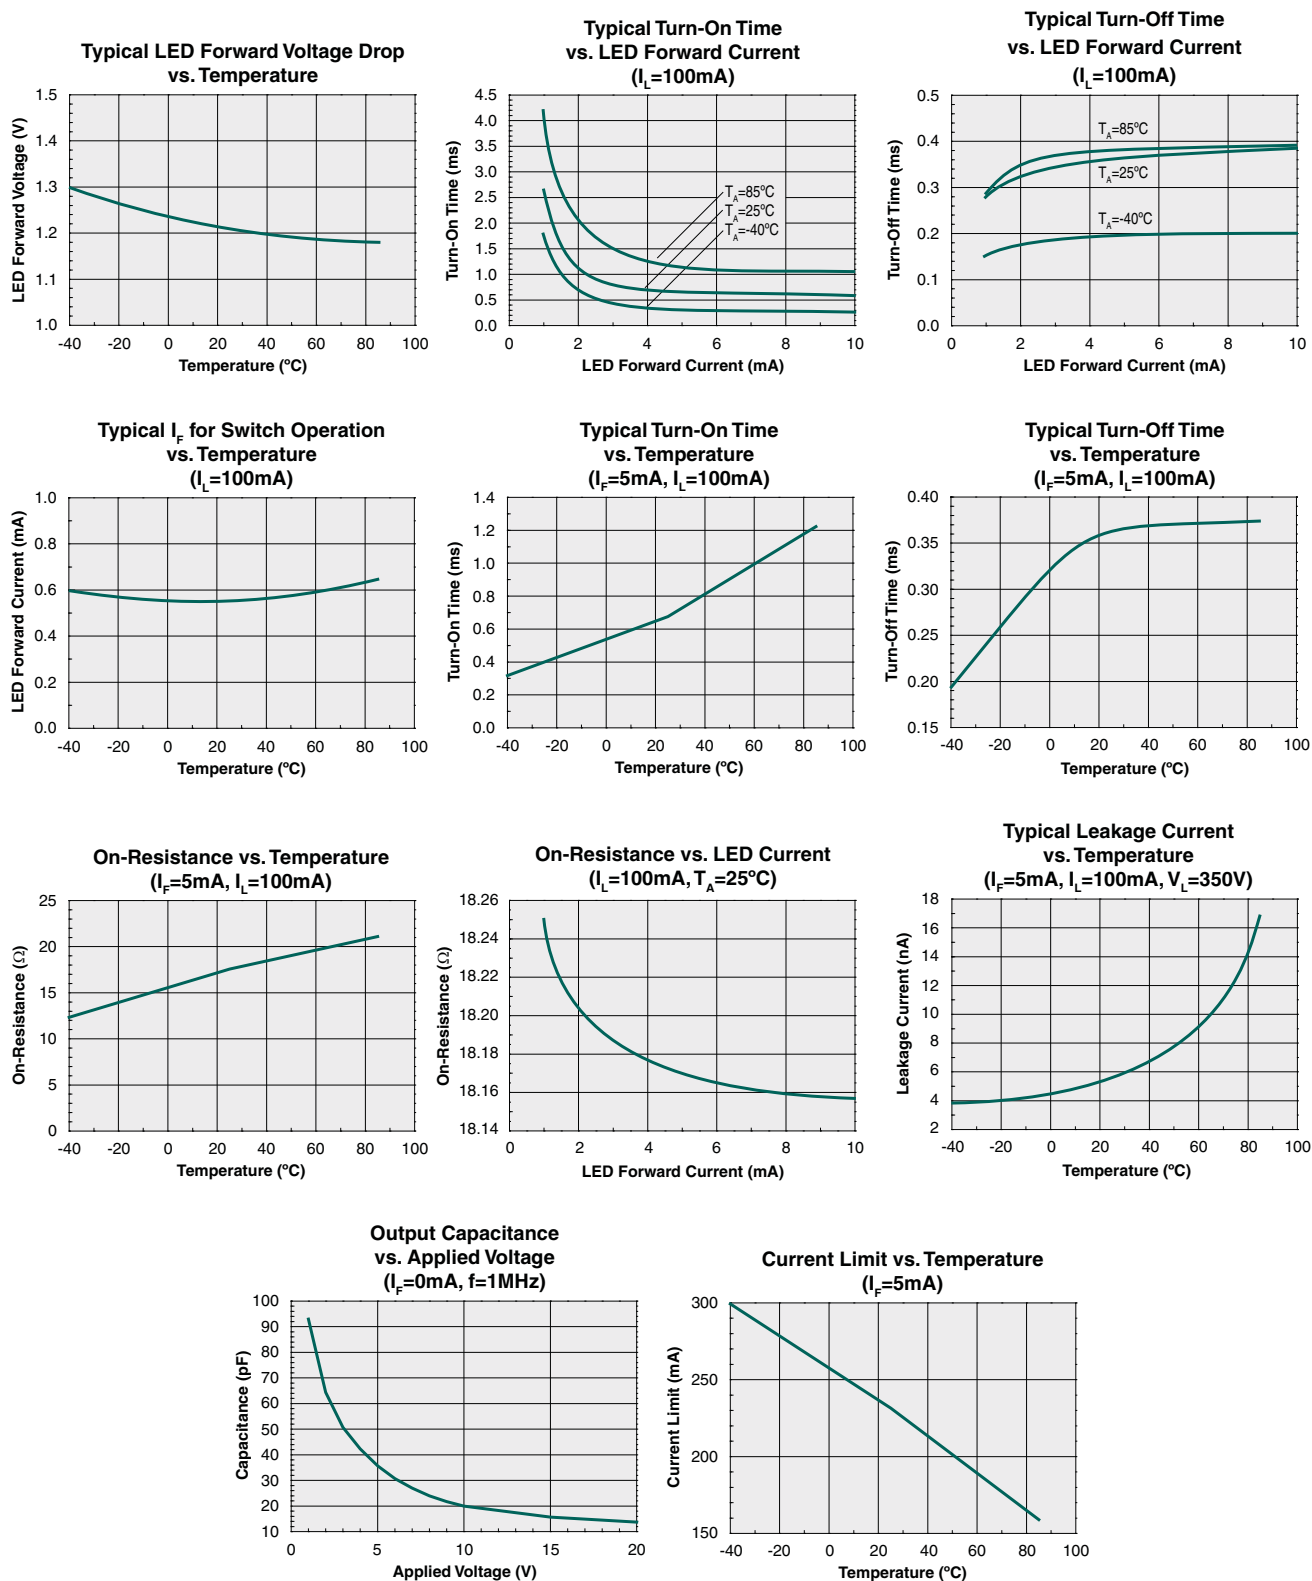 Typical LED Forward Voltage Drop
vs. Temperature
LED Forward Voltage (V)
1.5
1.4
1.3
1.2
1.1
1.0
-40 -20 0 20 40 60 80 100
Temperature (ºC)
Typical Turn-On Time
vs. LED Forward Current
(IL=100mA)
Turn-On Time (ms)
4.5
4.0
3.5
3.0
2.5
2.0
1.5
1.0
0.5
0.0
TA=85ºC
TA=25ºC
TA=-40ºC
0 2 4 6 8 10
LED Forward Current (mA)
Typical Turn-Off Time
vs. LED Forward Current
(IL=100mA)
Turn-Off Time (ms)
0.5
0.4
0.3
0.2
0.1
0.0
TA=85ºC
TA=25ºC
TA=-40ºC
0 2 4 6 8 10
LED Forward Current (mA)
Typical IF for Switch Operation
vs. Temperature
(IL=100mA)
LED Forward Current (mA)
1.0
0.8
0.6
0.4
0.2
0.0
-40 -20 0 20 40 60 80 100
Temperature (ºC)
Typical Turn-On Time
vs. Temperature
(IF=5mA, IL=100mA)
Turn-On Time (ms)
1.4
1.2
1.0
0.8
0.6
0.4
0.2
0.0
-40 -20 0 20 40 60 80 100
Temperature (ºC)
Typical Turn-Off Time
vs. Temperature
(IF=5mA, IL=100mA)
Turn-Off Time (ms)
0.40
0.35
0.30
0.25
0.20
0.15
-40 -20 0 20 40 60 80 100
Temperature (ºC)
On-Resistance vs. Temperature
(IF=5mA, IL=100mA)
On-Resistance (Ω)
25
20
15
10
5
0
-40 -20 0 20 40 60 80 100
Temperature (ºC)
On-Resistance vs. LED Current
(IL=100mA, TA=25ºC)
On-Resistance (Ω)
18.26
18.24
18.22
18.20
18.18
18.16
18.14
0 2 4 6 8 10
LED Forward Current (mA)
Typical Leakage Current
vs. Temperature
(IF=5mA, IL=100mA, VL=350V)
Leakage Current (nA)
18
16
14
12
10
8
6
4
2
-40 -20 0 20 40 60 80 100
Temperature (ºC)
Output Capacitance
vs. Applied Voltage
(IF=0mA, f=1MHz)
Capacitance (pF)
100
90
80
70
60
50
40
30
20
10
0 5 10 15 20
Applied Voltage (V)
Current Limit vs. Temperature
(IF=5mA)
Current Limit (mA)
300
250
200
150
-40 -20 0 20 40 60 80 100
Temperature (ºC)